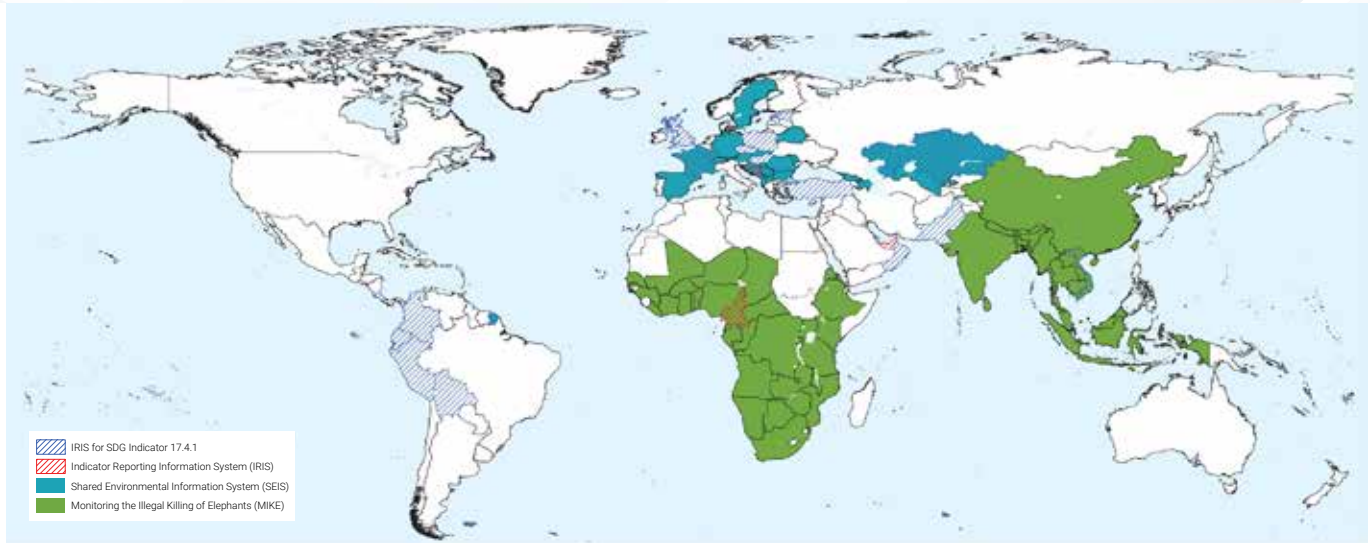 IRIS for SDG Indicator 17.4.1
Indicator Reporting Information System (IRIS)
Shared Environmental Information System (SEIS)
Monitoring the Illegal Killing of Elephants (MIKE)